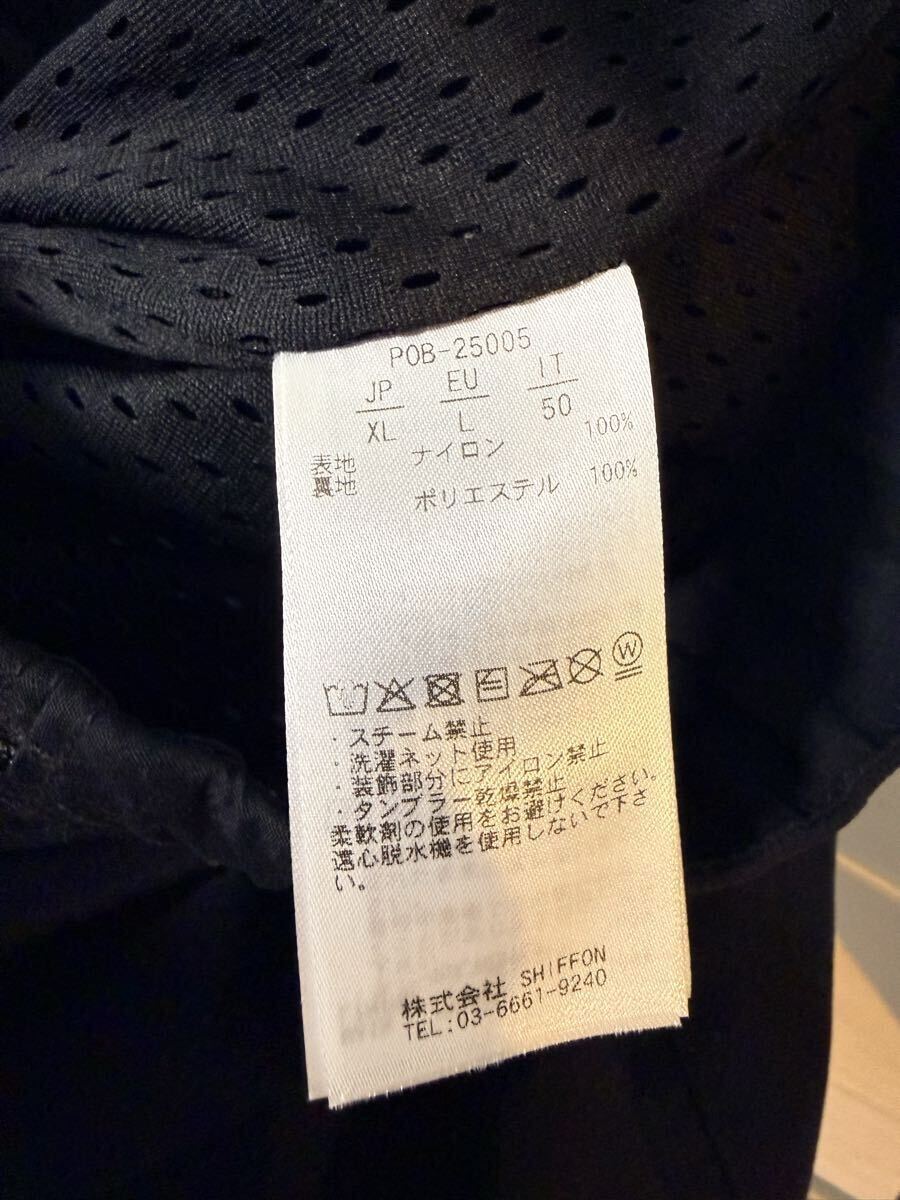 POB-25005
JP EU IT
XL L 50
表地 ナイロン 100%
裏地 ポリエステル 100%
W
・スチーム禁止
・洗濯ネット使用
・装飾部分にアイロン禁止
・タンブラー乾燥禁止
柔軟剤の使用をお避けください。
遠心脱水機を使用しないで下さ
い。
株式会社 SHIFFON
TEL:03-6661-9240